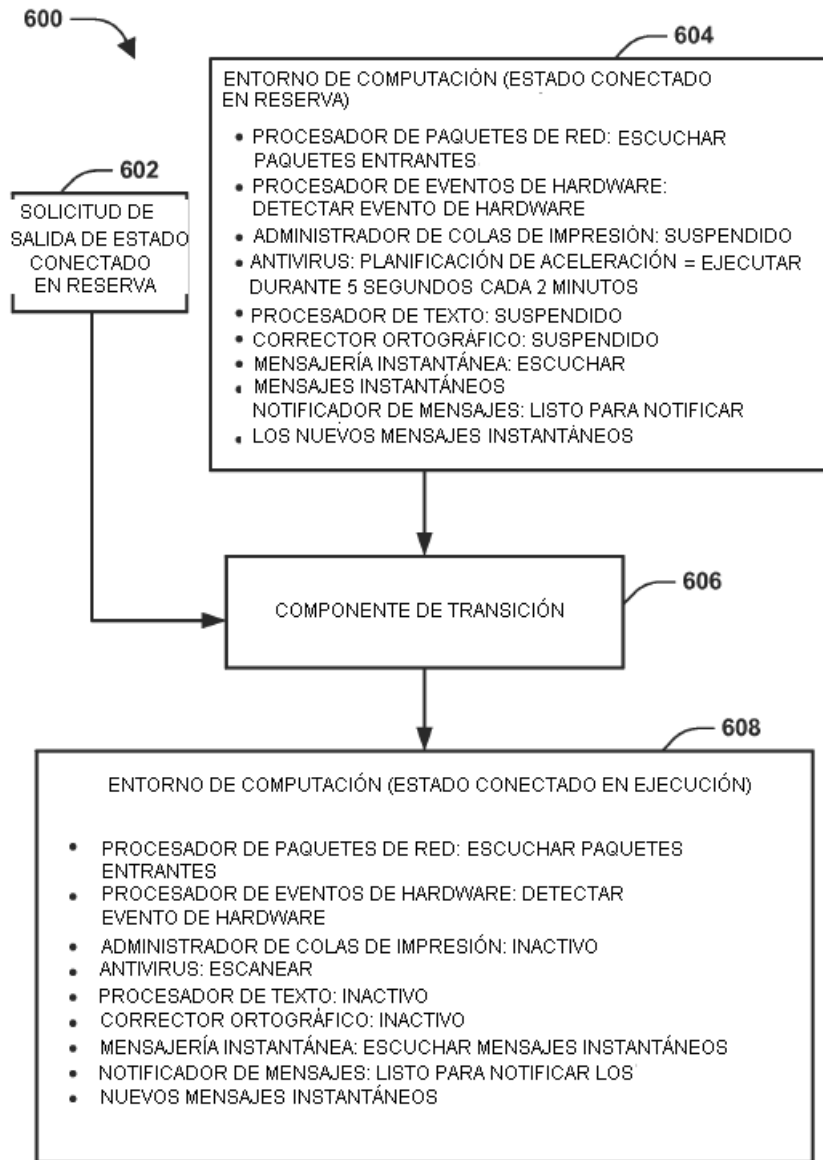 600
604
ENTORNO DE COMPUTACIÓN (ESTADO CONECTADO
EN RESERVA)
• PROCESADOR DE PAQUETES DE RED: ESCUCHAR
PAQUETES ENTRANTES
• PROCESADOR DE EVENTOS DE HARDWARE:
DETECTAR EVENTO DE HARDWARE
• ADMINISTRADOR DE COLAS DE IMPRESIÓN: SUSPENDIDO
• ANTIVIRUS: PLANIFICACIÓN DE ACELERACIÓN = EJECUTAR
DURANTE 5 SEGUNDOS CADA 2 MINUTOS
• PROCESADOR DE TEXTO: SUSPENDIDO
• CORRECTOR ORTOGRÁFICO: SUSPENDIDO
• MENSAJERÍA INSTANTÁNEA: ESCUCHAR
• MENSAJES INSTANTÁNEOS
NOTIFICADOR DE MENSAJES: LISTO PARA NOTIFICAR
• LOS NUEVOS MENSAJES INSTANTÁNEOS
602
SOLICITUD DE
SALIDA DE ESTADO
CONECTADO
EN RESERVA
606
COMPONENTE DE TRANSICIÓN
608
ENTORNO DE COMPUTACIÓN (ESTADO CONECTADO EN EJECUCIÓN)
• PROCESADOR DE PAQUETES DE RED: ESCUCHAR PAQUETES
ENTRANTES
• PROCESADOR DE EVENTOS DE HARDWARE: DETECTAR
EVENTO DE HARDWARE
• ADMINISTRADOR DE COLAS DE IMPRESIÓN: INACTIVO
• ANTIVIRUS: ESCANEAR
• PROCESADOR DE TEXTO: INACTIVO
• CORRECTOR ORTOGRÁFICO: INACTIVO
• MENSAJERÍA INSTANTÁNEA: ESCUCHAR MENSAJES INSTANTÁNEOS
• NOTIFICADOR DE MENSAJES: LISTO PARA NOTIFICAR LOS
• NUEVOS MENSAJES INSTANTÁNEOS